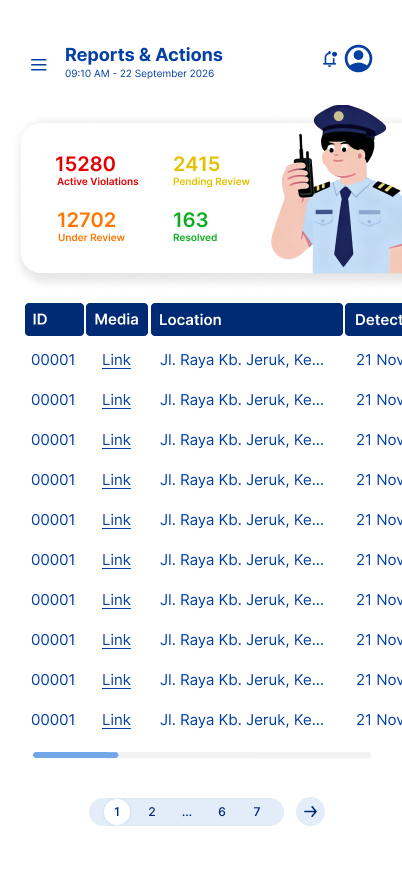 Reports & Actions
09:10 AM - 22 September 2026
15280 2415
Active Violations Pending Review
12702 163
Under Review Resolved
ID Media Location Detect
00001 Link Jl. Raya Kb. Jeruk, Ke... 21 Nov
00001 Link Jl. Raya Kb. Jeruk, Ke... 21 Nov
00001 Link Jl. Raya Kb. Jeruk, Ke... 21 Nov
00001 Link Jl. Raya Kb. Jeruk, Ke... 21 Nov
00001 Link Jl. Raya Kb. Jeruk, Ke... 21 Nov
00001 Link Jl. Raya Kb. Jeruk, Ke... 21 Nov
00001 Link Jl. Raya Kb. Jeruk, Ke... 21 Nov
00001 Link Jl. Raya Kb. Jeruk, Ke... 21 Nov
00001 Link Jl. Raya Kb. Jeruk, Ke... 21 Nov
00001 Link Jl. Raya Kb. Jeruk, Ke... 21 Nov
1 2 ... 6 7